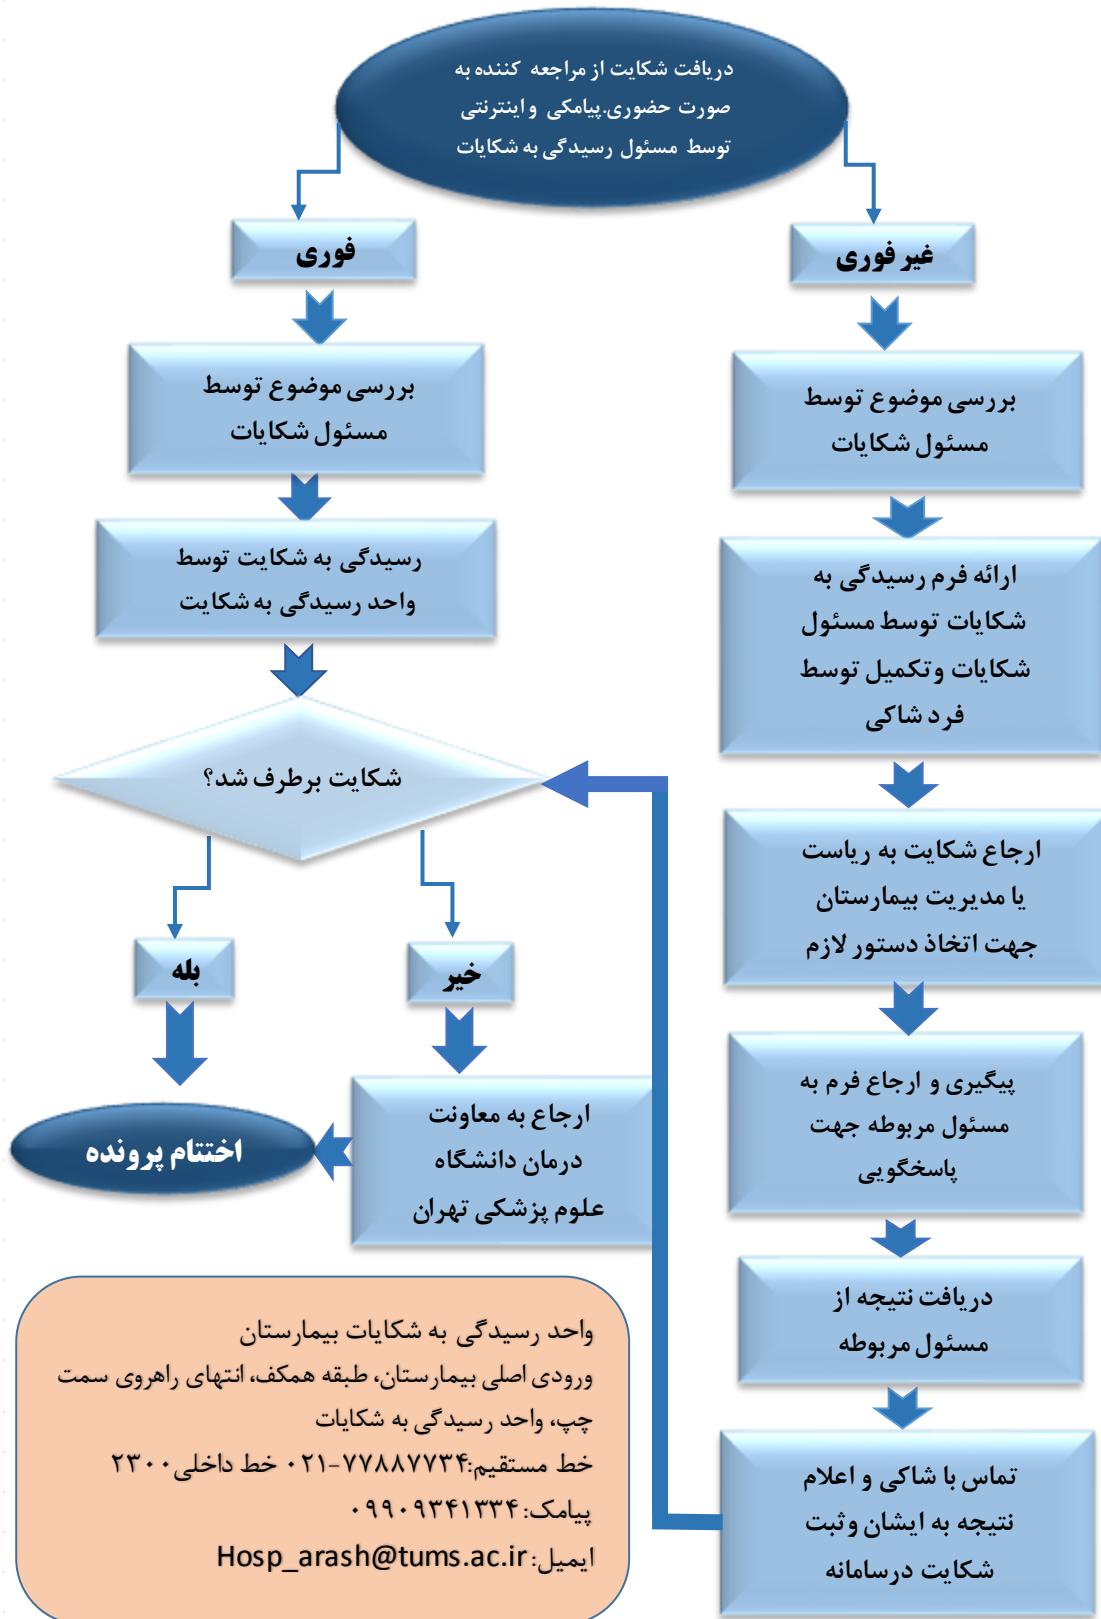 دریافت شکایت از مراجعه کننده به
صورت حضوری.پیامکی و اینترنتی
توسط مسئول رسیدگی به شکایات
غیر فوری
بررسی موضوع توسط
مسئول شکایات
ارائه فرم رسیدگی به
شکایات توسط مسئول
شکایات وتکمیل توسط
فرد شاکی
ارجاع شکایت به ریاست
یا مدیریت بیمارستان
جهت اتخاذ دستور لازم
پیگیری و ارجاع فرم به
مسئول مربوطه جهت
پاسخگویی
دریافت نتیجه از
مسئول مربوطه
تماس با شاکی و اعلام
نتیجه به ایشان وثبت
شکایت درسامانه
فوری
بررسی موضوع توسط
مسئول شکایات
رسیدگی به شکایت توسط
واحد رسیدگی به شکایت
شکایت برطرف شد؟
خیر
بله
ارجاع به معاونت
درمان دانشگاه
علوم پزشکی تهران
اختتام پرونده
واحد رسیدگی به شکایات بیمارستان
ورودی اصلی بیمارستان، طبقه همکف، انتهای راهروی سمت
چپ، واحد رسیدگی به شکایات
خط مستقیم:۷۷۸۸۷۷۳۴-۰۲۱ خط داخلی۲۳۰۰
پیامک: ۰۹۹۰۹۳۴۱۳۳۴
ایمیل: Hosp_arash@tums.ac.ir